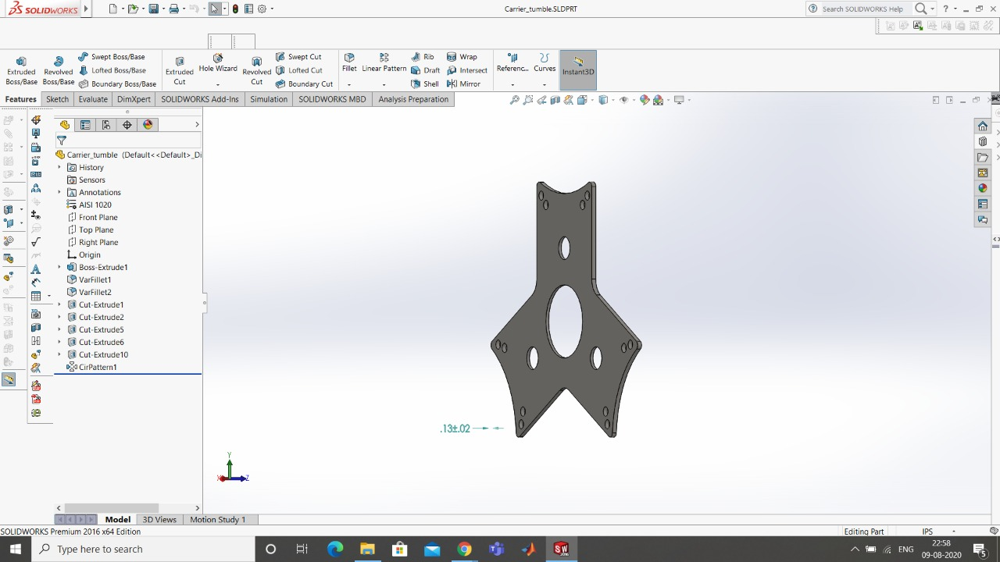 SOLIDWORKS
Carrier_tumble.SLDPRT
Search SOLIDWORKS Help
?
Extruded Boss/Base
Revolved Boss/Base
Swept Boss/Base
Lofted Boss/Base
Boundary Boss/Base
Extruded Cut
Hole Wizard
Revolved Cut
Swept Cut
Lofted Cut
Boundary Cut
Fillet
Linear Pattern
Rib
Draft
Shell
Wrap
Intersect
Mirror
Referenc...
Curves
Instant3D
Features
Sketch
Evaluate
DimXpert
SOLIDWORKS Add-Ins
Simulation
SOLIDWORKS MBD
Analysis Preparation
Carrier_tumble (Default<<Default>_Di
History
Sensors
Annotations
AISI 1020
Front Plane
Top Plane
Right Plane
Origin
Boss-Extrude1
VarFillet1
VarFillet2
Cut-Extrude1
Cut-Extrude2
Cut-Extrude5
Cut-Extrude6
Cut-Extrude10
CirPattern1
.13±.02
Y
X
Z
Model
3D Views
Motion Study 1
SOLIDWORKS Premium 2016 x64 Edition
Editing Part
IPS
Type here to search
SW
2016
ENG
22:58
09-08-2020
5